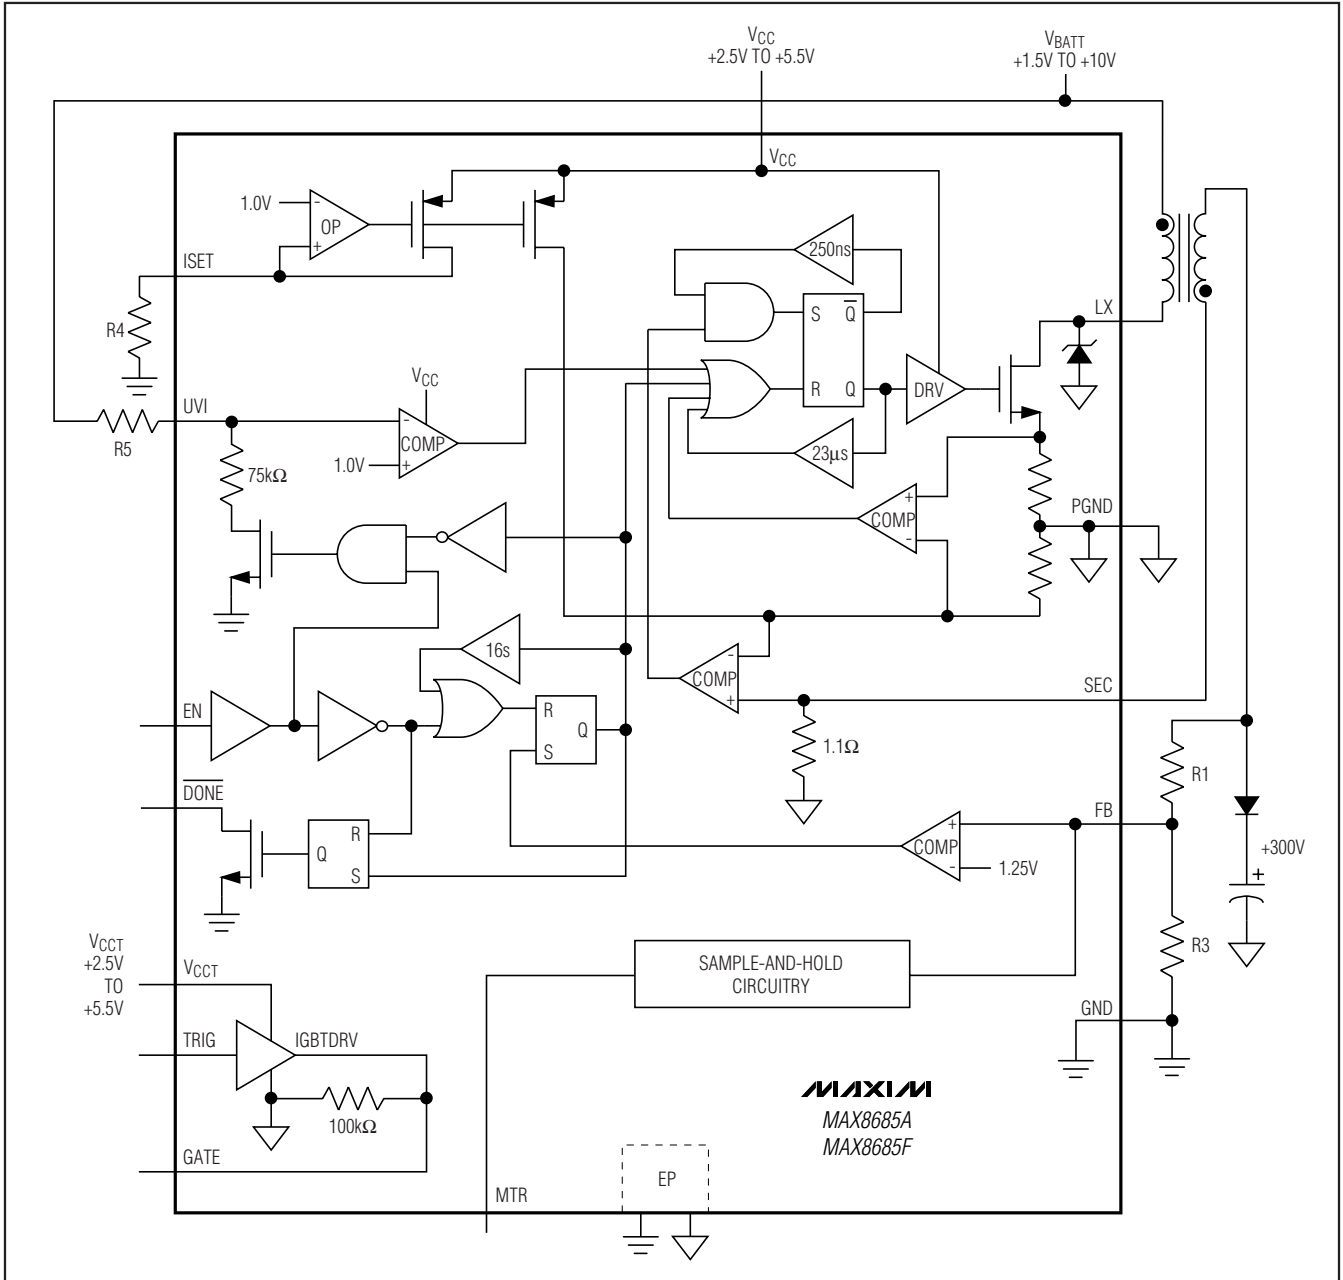 VCC
+2.5V TO +5.5V
VBATT
+1.5V TO +10V
VCC
1.0V
-
OP
+
ISET
R4
250ns
S
Q̅
R
Q
DRV
LX
VCC
UVI
R5
-
COMP
1.0V
+
75kΩ
23μs
+
COMP
-
PGND
16s
-
COMP
+
SEC
EN
R
Q
S
1.1Ω
R1
D̅O̅N̅E̅
R
Q
S
FB
+
COMP
-
1.25V
+300V
+
R3
VCCT
+2.5V
TO
+5.5V
VCCT
SAMPLE-AND-HOLD
CIRCUITRY
GND
TRIG
IGBTDRV
100kΩ
GATE
MAXIM
MAX8685A
MAX8685F
EP
MTR